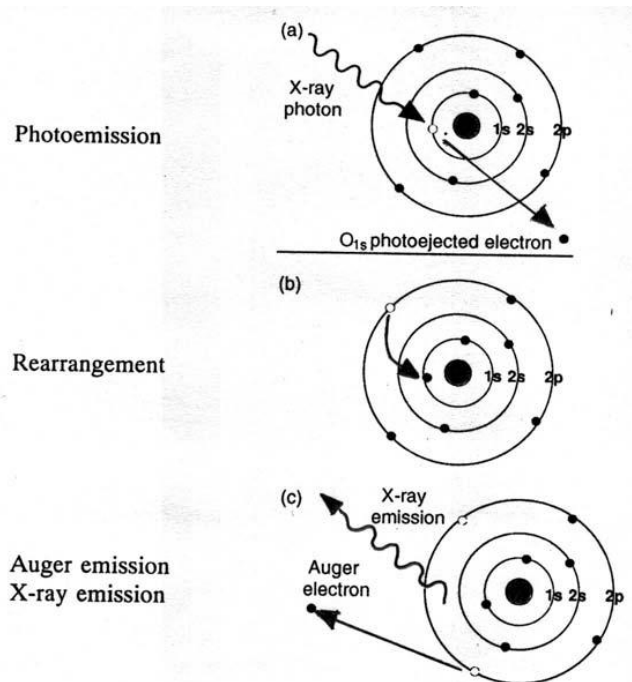 (a)
X-ray
photon
Photoemission
1s 2s 2p
O1s photoejected electron
(b)
Rearrangement
1s 2s 2p
(c)
X-ray
emission
Auger emission
X-ray emission
Auger
electron
1s 2s 2p